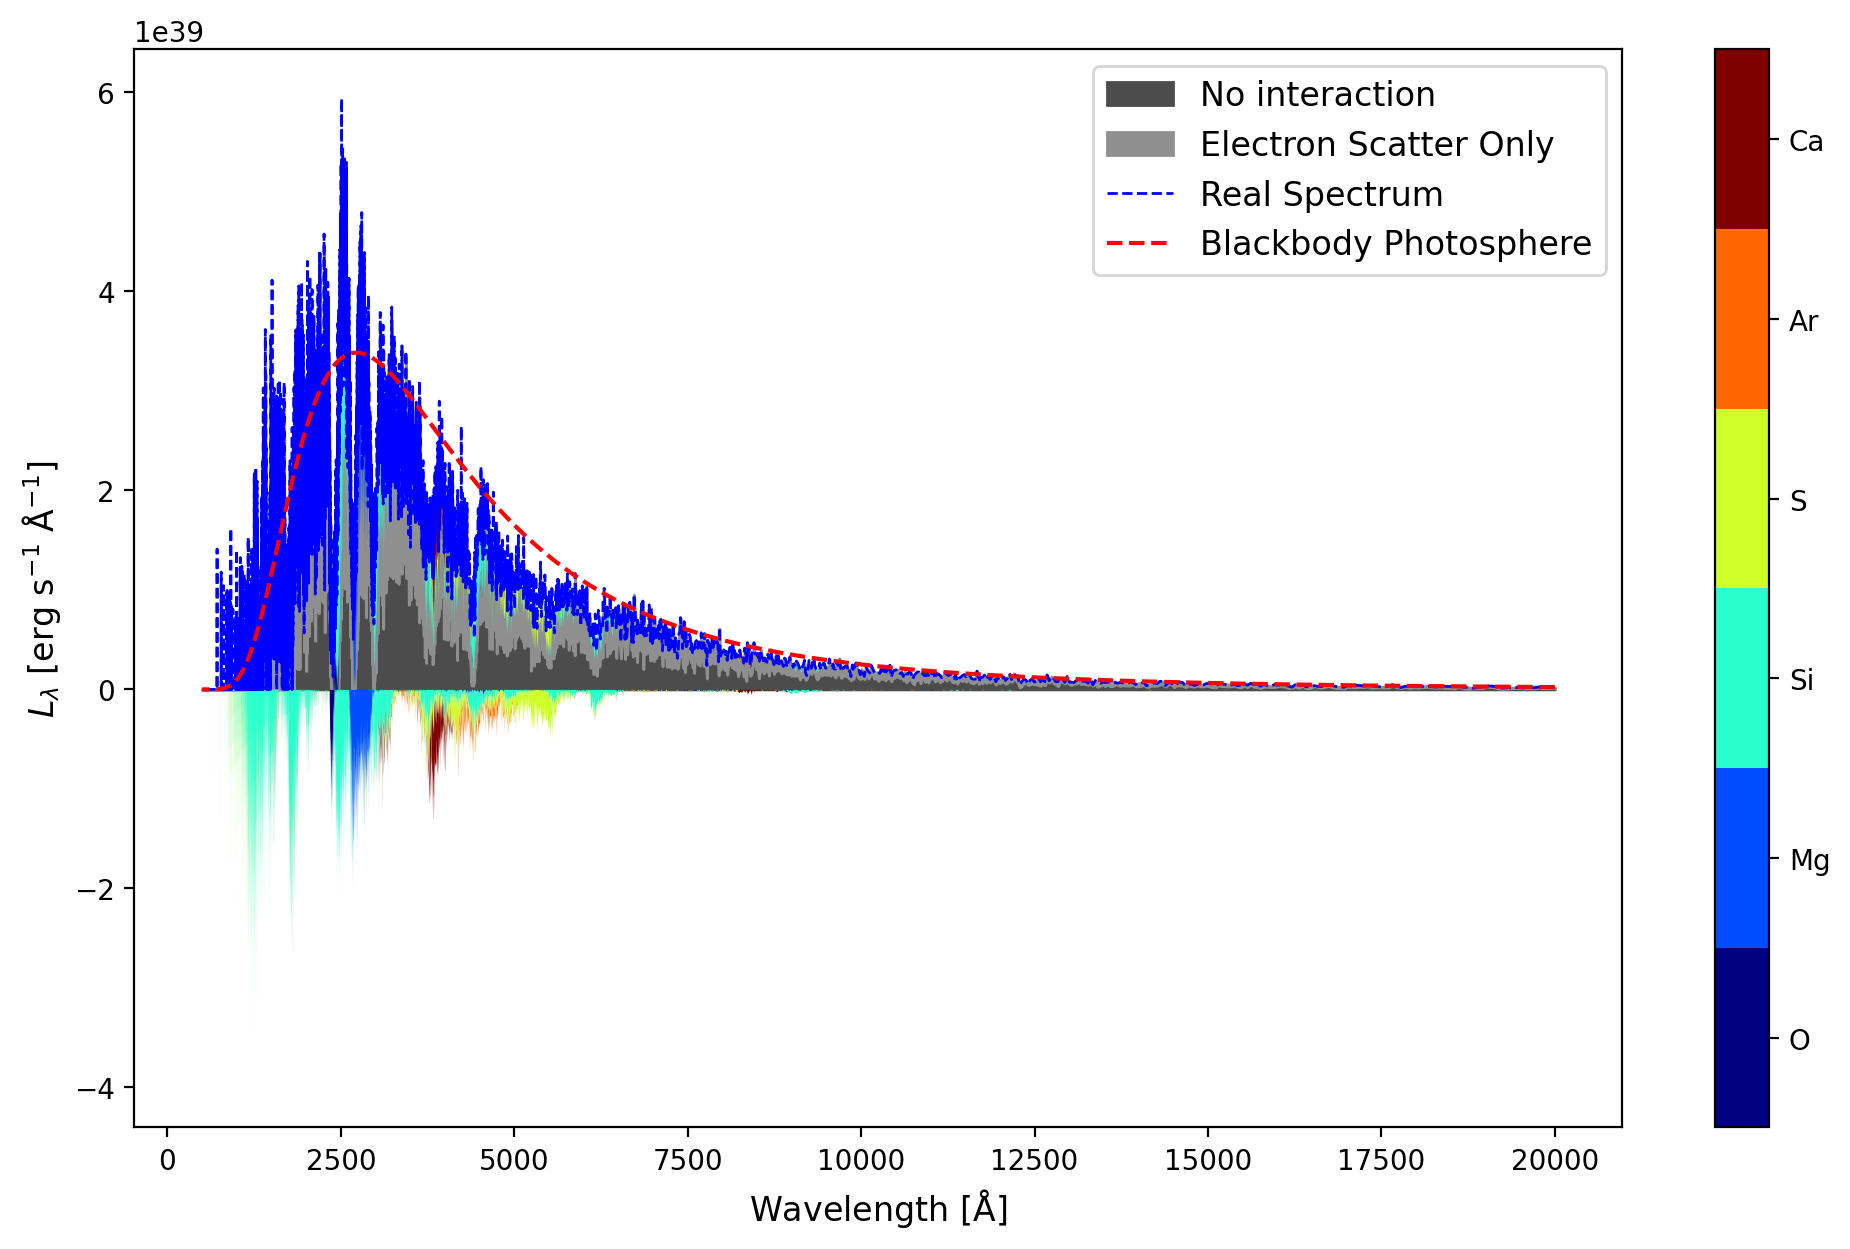 1e39
6
4
2
0
−2
−4
L_λ [erg s⁻¹ Å⁻¹]
No interaction
Electron Scatter Only
Real Spectrum
Blackbody Photosphere
0 2500 5000 7500 10000 12500 15000 17500 20000
Wavelength [Å]
Ca
Ar
S
Si
Mg
O